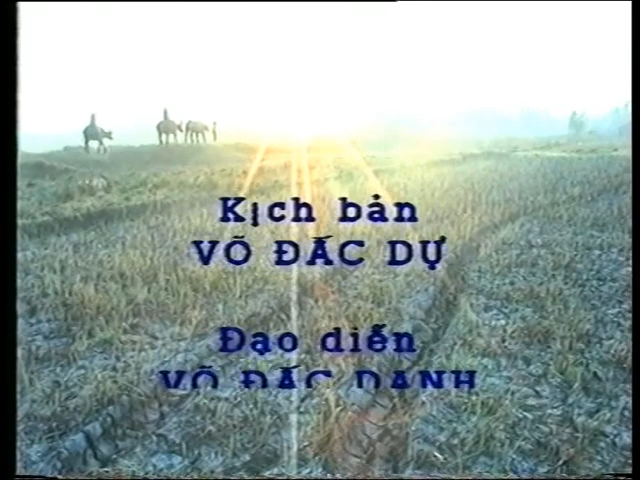 Kịch bản
VÕ ĐẮC DỰ
Đạo diễn
VÕ ĐẮC DANH